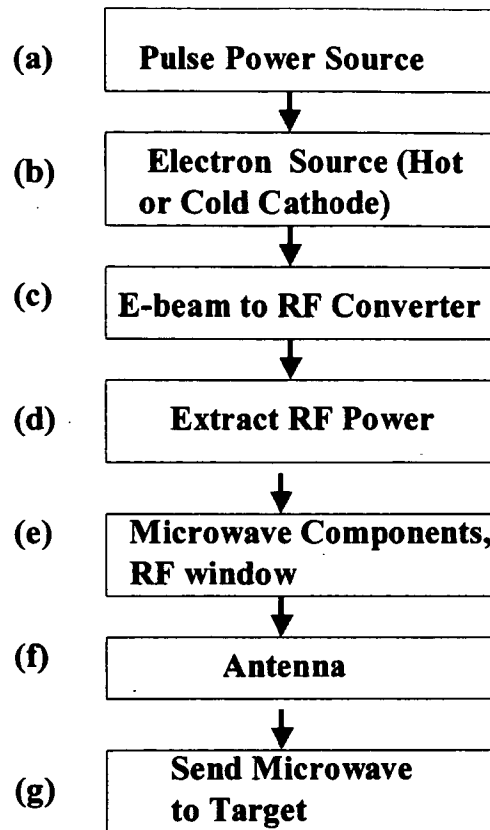 (a) Pulse Power Source
(b) Electron Source (Hot
or Cold Cathode)
(c) E-beam to RF Converter
(d) Extract RF Power
(e) Microwave Components,
RF window
(f) Antenna
(g) Send Microwave
to Target